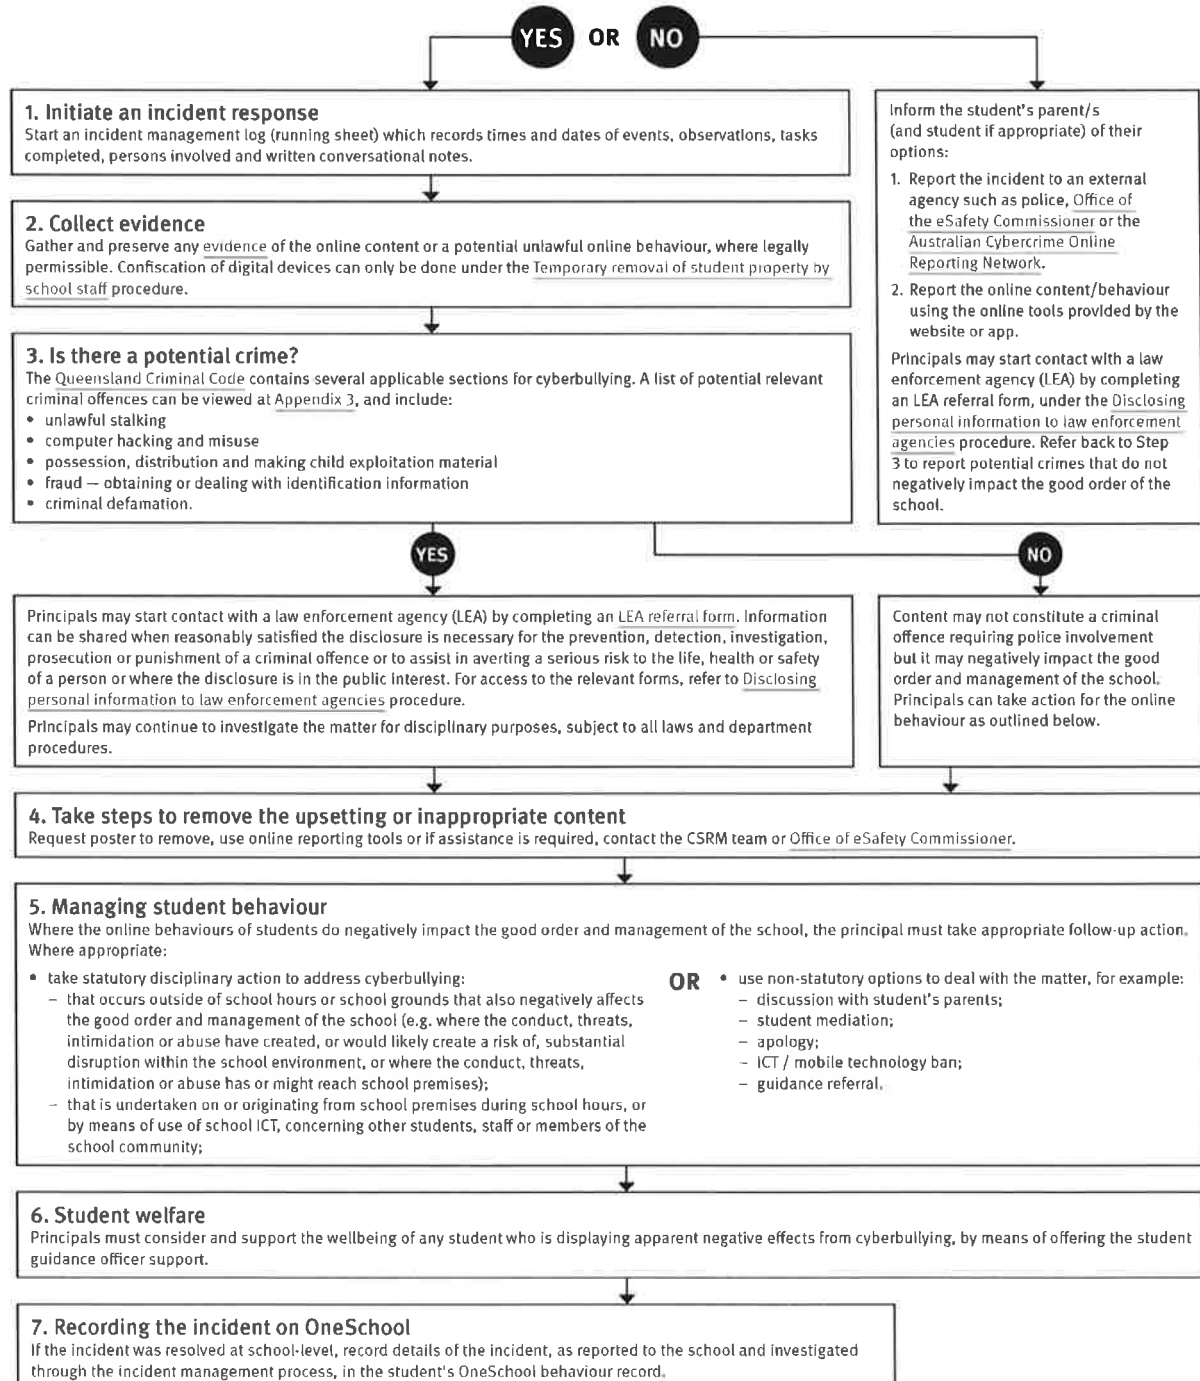 YES OR NO
1. Initiate an incident response
Start an incident management log (running sheet) which records times and dates of events, observations, tasks
completed, persons involved and written conversational notes.
Inform the student's parent/s
(and student if appropriate) of their
options:
1. Report the incident to an external
agency such as police, Office of
the eSafety Commissioner or the
Australian Cybercrime Online
Reporting Network.
2. Report the online content/behaviour
using the online tools provided by the
website or app.
Principals may start contact with a law
enforcement agency (LEA) by completing
an LEA referral form, under the Disclosing
personal information to law enforcement
agencies procedure. Refer back to Step
3 to report potential crimes that do not
negatively impact the good order of the
school.
2. Collect evidence
Gather and preserve any evidence of the online content or a potential unlawful online behaviour, where legally
permissible. Confiscation of digital devices can only be done under the Temporary removal of student property by
school staff procedure.
3. Is there a potential crime?
The Queensland Criminal Code contains several applicable sections for cyberbullying. A list of potential relevant
criminal offences can be viewed at Appendix 3, and include:
• unlawful stalking
• computer hacking and misuse
• possession, distribution and making child exploitation material
• fraud – obtaining or dealing with identification information
• criminal defamation.
YES
NO
Principals may start contact with a law enforcement agency (LEA) by completing an LEA referral form. Information
can be shared when reasonably satisfied the disclosure is necessary for the prevention, detection, investigation,
prosecution or punishment of a criminal offence or to assist in averting a serious risk to the life, health or safety
of a person or where the disclosure is in the public interest. For access to the relevant forms, refer to Disclosing
personal information to law enforcement agencies procedure.
Principals may continue to investigate the matter for disciplinary purposes, subject to all laws and department
procedures.
Content may not constitute a criminal
offence requiring police involvement
but it may negatively impact the good
order and management of the school.
Principals can take action for the online
behaviour as outlined below.
4. Take steps to remove the upsetting or inappropriate content
Request poster to remove, use online reporting tools or if assistance is required, contact the CSRM team or Office of eSafety Commissioner.
5. Managing student behaviour
Where the online behaviours of students do negatively impact the good order and management of the school, the principal must take appropriate follow-up action.
Where appropriate:
• take statutory disciplinary action to address cyberbullying:
– that occurs outside of school hours or school grounds that also negatively affects
the good order and management of the school (e.g. where the conduct, threats,
intimidation or abuse have created, or would likely create a risk of, substantial
disruption within the school environment, or where the conduct, threats,
intimidation or abuse has or might reach school premises);
– that is undertaken on or originating from school premises during school hours, or
by means of use of school ICT, concerning other students, staff or members of the
school community;
OR
• use non-statutory options to deal with the matter, for example:
– discussion with student's parents;
– student mediation;
– apology;
– ICT / mobile technology ban;
– guidance referral.
6. Student welfare
Principals must consider and support the wellbeing of any student who is displaying apparent negative effects from cyberbullying, by means of offering the student
guidance officer support.
7. Recording the incident on OneSchool
If the incident was resolved at school-level, record details of the incident, as reported to the school and investigated
through the incident management process, in the student's OneSchool behaviour record.